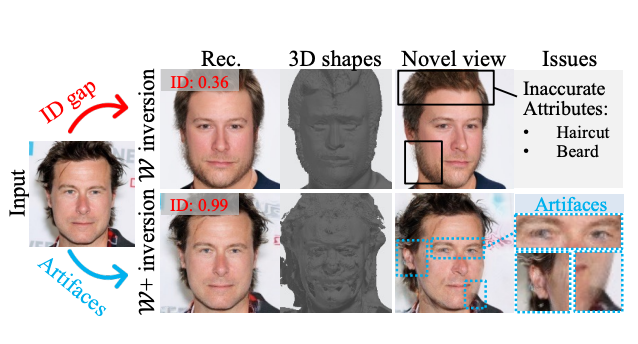 Rec.
3D shapes
Novel view
Issues
ID gap
Input
Artifaces
𝒲 inversion
ID: 0.36
Inaccurate
Attributes:
• Haircut
• Beard
𝒲+ inversion
ID: 0.99
Artifaces